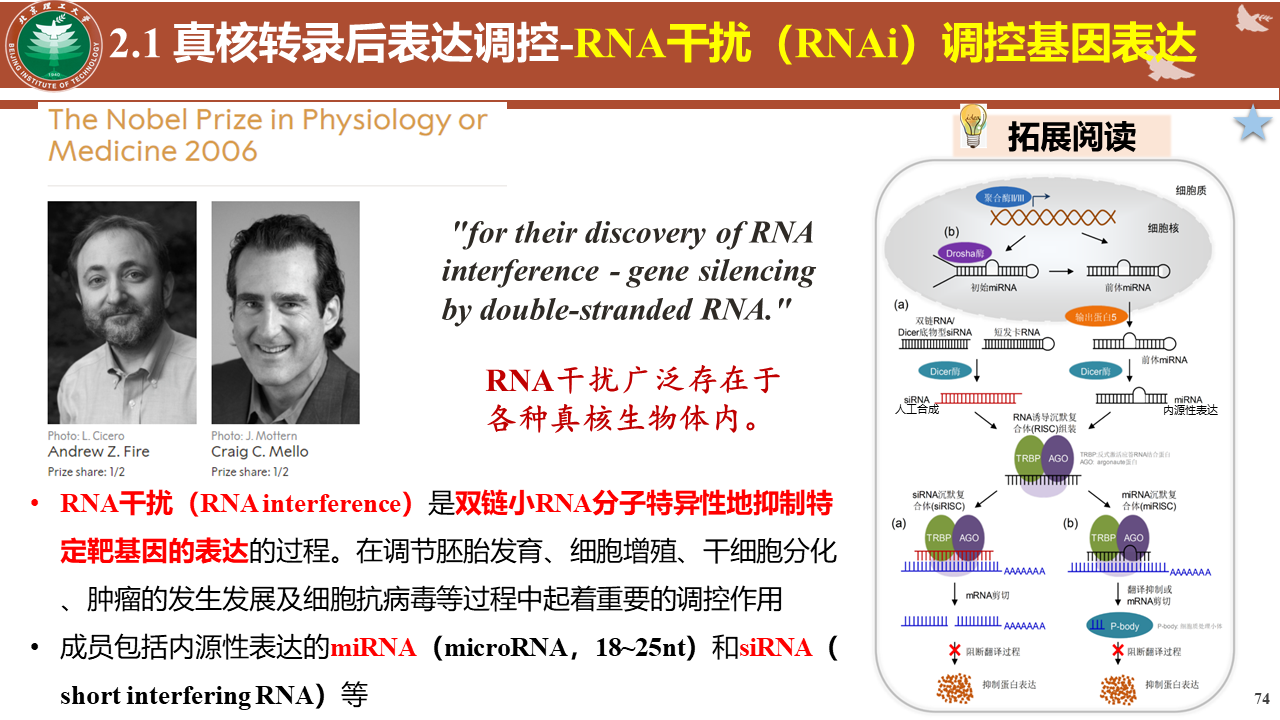 北京理工大学
BEIJING INSTITUTE OF TECHNOLOGY
1940
2.1 真核转录后表达调控-RNA干扰（RNAi）调控基因表达
The Nobel Prize in Physiology or
Medicine 2006
Photo: L. Cicero
Andrew Z. Fire
Prize share: 1/2
Photo: J. Mottern
Craig C. Mello
Prize share: 1/2
"for their discovery of RNA
interference - gene silencing
by double-stranded RNA."
RNA干扰广泛存在于
各种真核生物体内。
• RNA干扰（RNA interference）是双链小RNA分子特异性地抑制特
定靶基因的表达的过程。在调节胚胎发育、细胞增殖、干细胞分化
、肿瘤的发生发展及细胞抗病毒等过程中起着重要的调控作用
• 成员包括内源性表达的miRNA（microRNA，18~25nt）和siRNA（
short interfering RNA）等
拓展阅读
细胞质
聚合酶II/III
细胞核
(b)
Drosha酶
初始miRNA
前体miRNA
(a)
双链RNA/
Dicer底物型siRNA
短发卡RNA
输出蛋白5
前体miRNA
Dicer酶
Dicer酶
siRNA
人工合成
miRNA
内源性表达
RNA诱导沉默复
合体(RISC)组装
TRBP
AGO
TRBP:反式激活应答RNA结合蛋白
AGO: argonaute蛋白
siRNA沉默复
合体(siRISC)
miRNA沉默复
合体(miRISC)
(a)
TRBP
AGO
AAAAAAA
(b)
TRBP
AGO
AAAAAAA
mRNA剪切
翻译抑制或
mRNA剪切
AAAAAAA
P-body
P-body: 细胞质处理小体
阻断翻译过程
阻断翻译过程
抑制蛋白表达
抑制蛋白表达
74